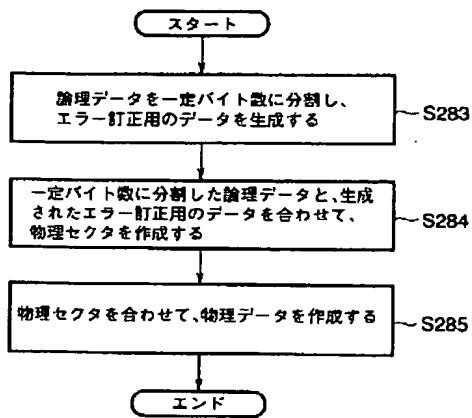 スタート
論理データを一定バイト数に分割し、
エラー訂正用のデータを生成する
S283
一定バイト数に分割した論理データと、生成
されたエラー訂正用のデータを合わせて、
物理セクタを作成する
S284
物理セクタを合わせて、物理データを作成する
S285
エンド